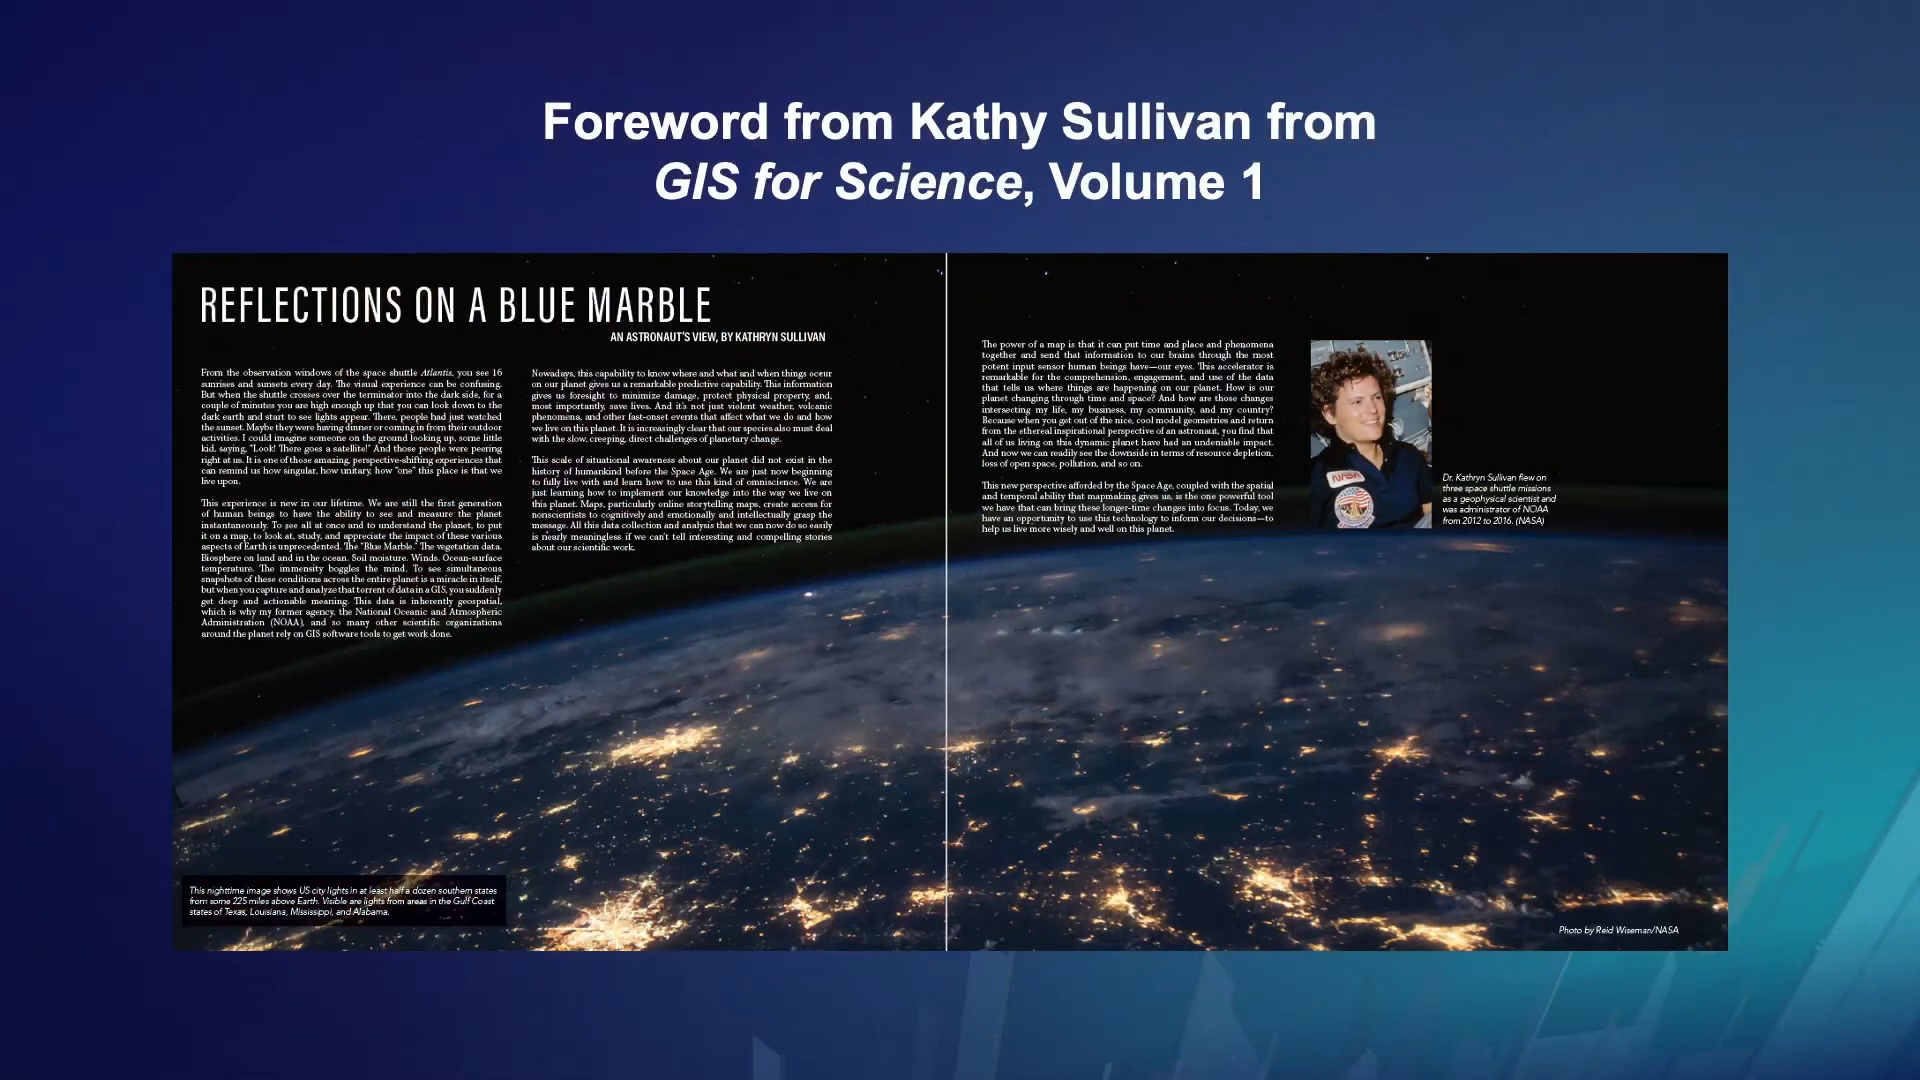 Foreword from Kathy Sullivan from
GIS for Science, Volume 1
REFLECTIONS ON A BLUE MARBLE
AN ASTRONAUT'S VIEW, BY KATHRYN SULLIVAN
From the observation windows of the space shuttle Atlantis, you see 16
sunrises and sunsets every day. The visual experience can be confusing.
But when the shuttle crosses over the terminator into the dark side, for a
couple of minutes you are high enough up that you can look down to the
dark earth and start to see lights appear. There, people had just watched
the sunset. Maybe they were having dinner or coming in from their outdoor
activities. I could imagine someone on the ground looking up, some little
kid, saying, "Look! There goes a satellite!" And those people were peering
right at us. It is one of those amazing, perspective-shifting experiences that
can remind us how singular, how unitary, how "one" this place is that we
live upon.
This experience is new in our lifetime. We are still the first generation
of human beings to have the ability to see and measure the planet
instantaneously. To see all at once and to understand the planet, to put
it on a map, to look at, study, and appreciate the impact of these various
aspects of Earth is unprecedented. The "Blue Marble." The vegetation data.
Biosphere on land and in the ocean. Soil moisture. Winds. Ocean-surface
temperature. The immensity boggles the mind. To see simultaneous
snapshots of these conditions across the entire planet is a miracle in itself,
but when you capture and analyze that torrent of data in a GIS, you suddenly
get deep and actionable meaning. This data is inherently geospatial,
which is why my former agency, the National Oceanic and Atmospheric
Administration (NOAA), and so many other scientific organizations
around the planet rely on GIS software tools to get work done.
Nowadays, this capability to know where and what and when things occur
on our planet gives us a remarkable predictive capability. This information
gives us foresight to minimize damage, protect physical property, and,
most importantly, save lives. And it's not just violent weather, volcanic
phenomena, and other fast-onset events that affect what we do and how
we live on this planet. It is increasingly clear that our species also must deal
with the slow, creeping, direct challenges of planetary change.
This scale of situational awareness about our planet did not exist in the
history of humankind before the Space Age. We are just now beginning
to fully live with and learn how to use this kind of omniscience. We are
just learning how to implement our knowledge into the way we live on
this planet. Maps, particularly online storytelling maps, create access for
nonscientists to cognitively and emotionally and intellectually grasp the
message. All this data collection and analysis that we can now do so easily
is nearly meaningless if we can't tell interesting and compelling stories
about our scientific work.
The power of a map is that it can put time and place and phenomena
together and send that information to our brains through the most
potent input sensor human beings have—our eyes. This accelerator is
remarkable for the comprehension, engagement, and use of the data
that tells us where things are happening on our planet. How is our
planet changing through time and space? And how are those changes
intersecting my life, my business, my community, and my country?
Because when you get out of the nice, cool model geometries and return
from the ethereal inspirational perspective of an astronaut, you find that
all of us living on this dynamic planet have had an undeniable impact.
And now we can readily see the downside in terms of resource depletion,
loss of open space, pollution, and so on.
This new perspective afforded by the Space Age, coupled with the spatial
and temporal ability that mapmaking gives us, is the one powerful tool
we have that can bring these longer-time changes into focus. Today, we
have an opportunity to use this technology to inform our decisions—to
help us live more wisely and well on this planet.
NASA
Dr. Kathryn Sullivan flew on
three space shuttle missions
as a geophysical scientist and
was administrator of NOAA
from 2012 to 2016. (NASA)
This nighttime image shows US city lights in at least half a dozen southern states
from some 225 miles above Earth. Visible are lights from areas in the Gulf Coast
states of Texas, Louisiana, Mississippi, and Alabama.
Photo by Reid Wiseman/NASA